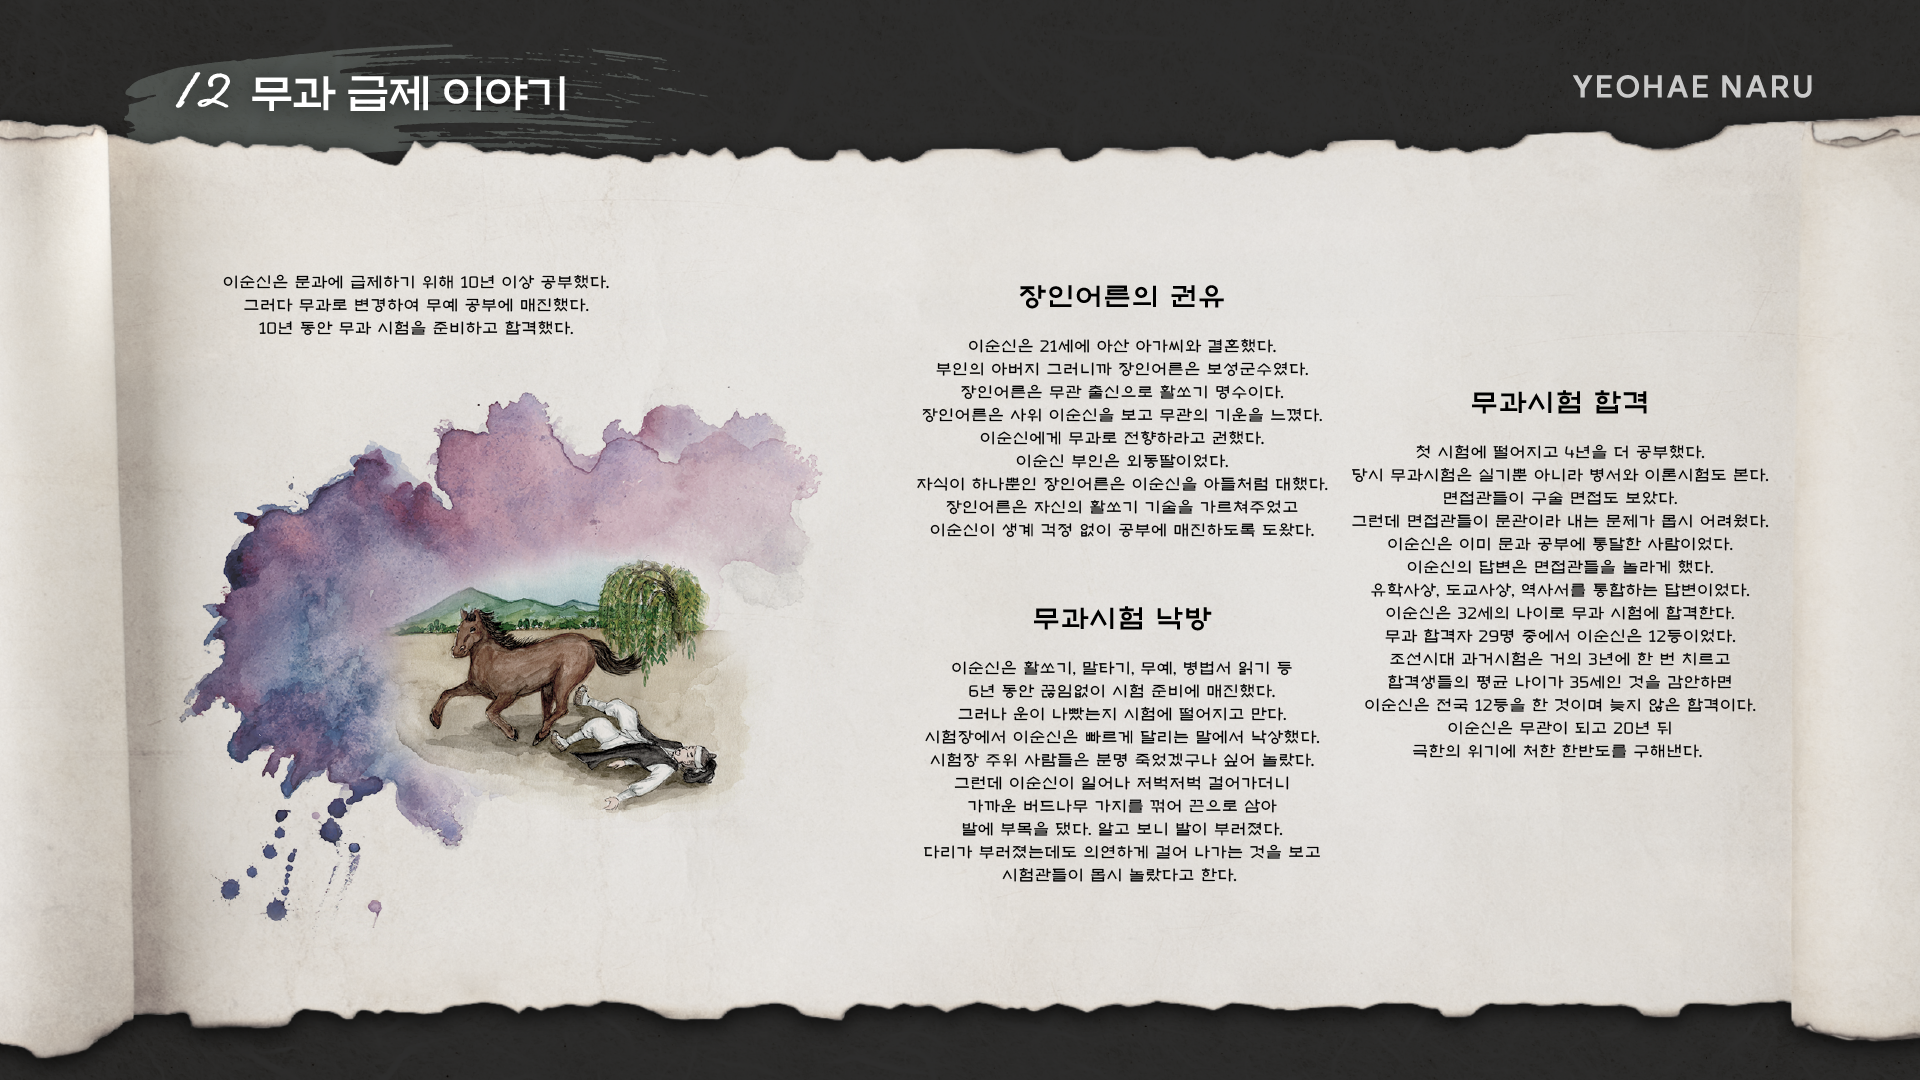 12 무과 급제 이야기
YEOHAE NARU
이순신은 문과에 급제하기 위해 10년 이상 공부했다.
그러다 무과로 변경하여 무예 공부에 매진했다.
10년 동안 무과 시험을 준비하고 합격했다.
장인어른의 권유
이순신은 21세에 아산 아가씨와 결혼했다.
부인의 아버지 그러니까 장인어른은 보성군수였다.
장인어른은 무관 출신으로 활쏘기 명수이다.
장인어른은 사위 이순신을 보고 무관의 기운을 느꼈다.
이순신에게 무과로 전향하라고 권했다.
이순신 부인은 외동딸이었다.
자식이 하나뿐인 장인어른은 이순신을 아들처럼 대했다.
장인어른은 자신의 활쏘기 기술을 가르쳐주었고
이순신이 생계 걱정 없이 공부에 매진하도록 도왔다.
무과시험 낙방
이순신은 활쏘기, 말타기, 무예, 병법서 읽기 등
6년 동안 끊임없이 시험 준비에 매진했다.
그러나 운이 나빴는지 시험에 떨어지고 만다.
시험장에서 이순신은 빠르게 달리는 말에서 낙상했다.
시험장 주위 사람들은 분명 죽었겠구나 싶어 놀랐다.
그런데 이순신이 일어나 저벅저벅 걸어가더니
가까운 버드나무 가지를 꺾어 끈으로 삼아
발에 부목을 댔다. 알고 보니 발이 부러졌다.
다리가 부러졌는데도 의연하게 걸어 나가는 것을 보고
시험관들이 몹시 놀랐다고 한다.
무과시험 합격
첫 시험에 떨어지고 4년을 더 공부했다.
당시 무과시험은 실기뿐 아니라 병서와 이론시험도 본다.
면접관들이 구술 면접도 보았다.
그런데 면접관들이 문관이라 내는 문제가 몹시 어려웠다.
이순신은 이미 문과 공부에 통달한 사람이었다.
이순신의 답변은 면접관들을 놀라게 했다.
유학사상, 도교사상, 역사서를 통합하는 답변이었다.
이순신은 32세의 나이로 무과 시험에 합격한다.
무과 합격자 29명 중에서 이순신은 12등이었다.
조선시대 과거시험은 거의 3년에 한 번 치르고
합격생들의 평균 나이가 35세인 것을 감안하면
이순신은 전국 12등을 한 것이며 늦지 않은 합격이다.
이순신은 무관이 되고 20년 뒤
극한의 위기에 처한 한반도를 구해낸다.